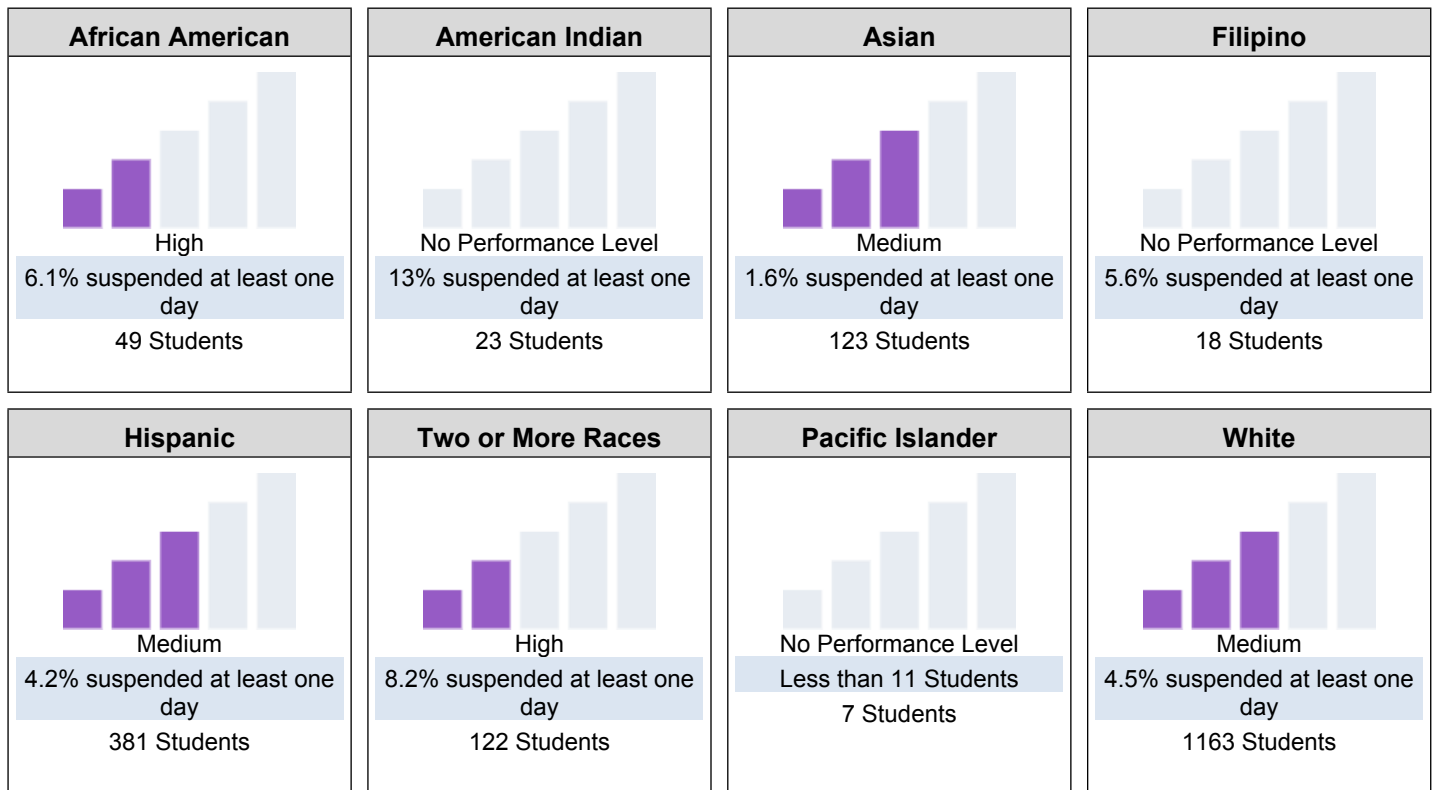 African American
High
6.1% suspended at least one
day
49 Students
American Indian
No Performance Level
13% suspended at least one
day
23 Students
Asian
Medium
1.6% suspended at least one
day
123 Students
Filipino
No Performance Level
5.6% suspended at least one
day
18 Students
Hispanic
Medium
4.2% suspended at least one
day
381 Students
Two or More Races
High
8.2% suspended at least one
day
122 Students
Pacific Islander
No Performance Level
Less than 11 Students
7 Students
White
Medium
4.5% suspended at least one
day
1163 Students